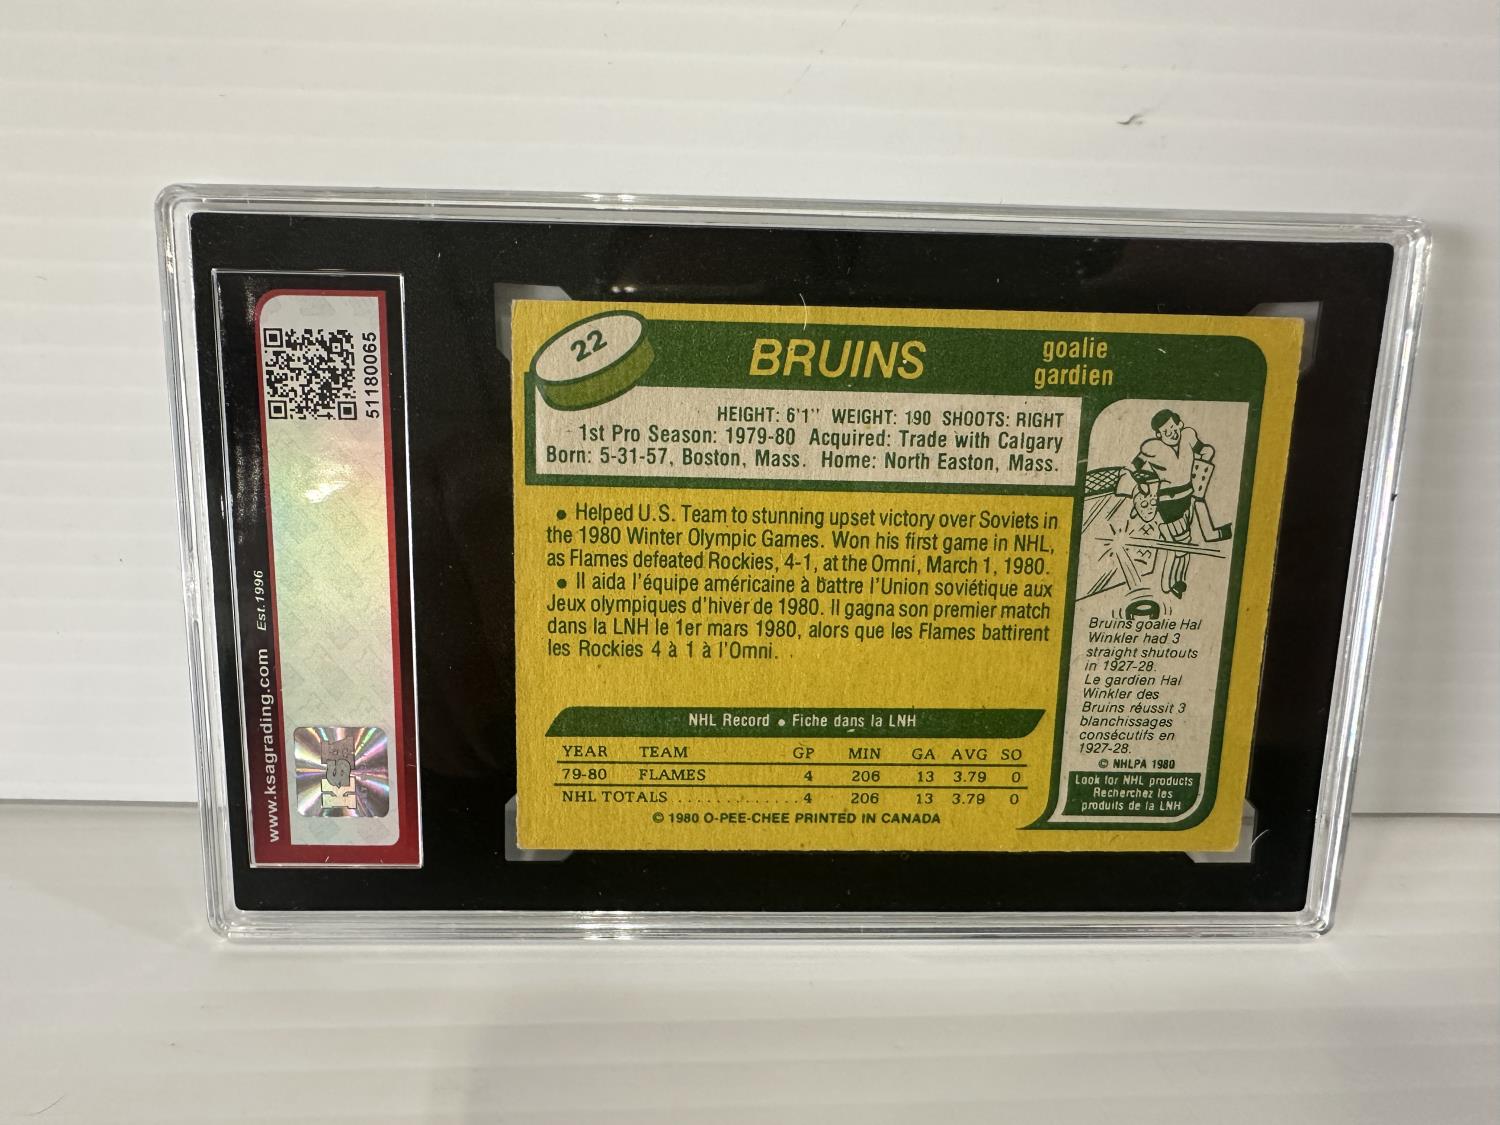 51180065
www.ksagrading.com Est.1996
KSA
22
BRUINS
goalie
gardien
HEIGHT: 6'1" WEIGHT: 190 SHOOTS: RIGHT
1st Pro Season: 1979-80 Acquired: Trade with Calgary
Born: 5-31-57, Boston, Mass. Home: North Easton, Mass.
• Helped U.S. Team to stunning upset victory over Soviets in
the 1980 Winter Olympic Games. Won his first game in NHL,
as Flames defeated Rockies, 4-1, at the Omni, March 1, 1980.
• Il aida l'équipe américaine à battre l'Union soviétique aux
Jeux olympiques d'hiver de 1980. Il gagna son premier match
dans la LNH le 1er mars 1980, alors que les Flames battirent
les Rockies 4 à 1 à l'Omni.
NHL Record • Fiche dans la LNH
YEAR TEAM GP MIN GA AVG SO
79-80 FLAMES 4 206 13 3.79 0
NHL TOTALS ............. 4 206 13 3.79 0
© 1980 O-PEE-CHEE PRINTED IN CANADA
Bruins goalie Hal
Winkler had 3
straight shutouts
in 1927-28.
Le gardien Hal
Winkler des
Bruins réussit 3
blanchissages
consécutifs en
1927-28.
© NHLPA 1980
Look for NHL products
Recherchez les
produits de la LNH